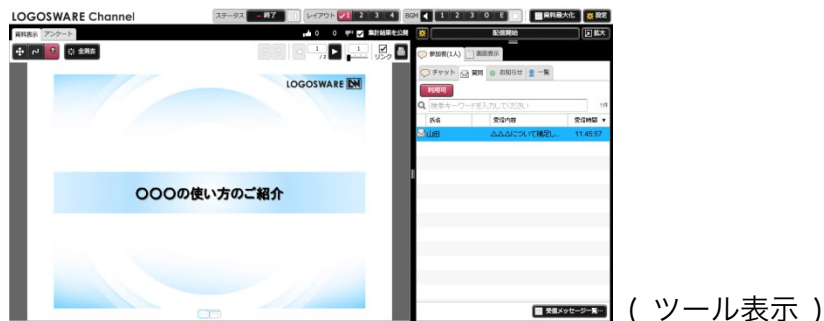 LOGOSWARE Channel
ステータス 終了 レイアウト 1 2 3 4 BGM 1 2 3 0 E 資料最大化 設定
資料表示 アンケート 0 0 集計結果を公開 配信開始 拡大
全消去 1 /2 1 リンク
参加者(1人) 画面表示
チャット 質問 お知らせ 一覧
利用可
検索キーワードを入力してください 1件
氏名 受信内容 受信時間 ▼
山田 △△△について補足し... 11:45:57
LOGOSWARE
〇〇〇の使い方のご紹介
受信メッセージ一覧
( ツール表示 )